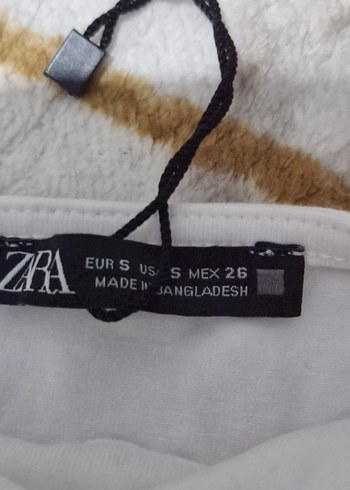 ZARA
EUR S USA S MEX 26
MADE IN BANGLADESH